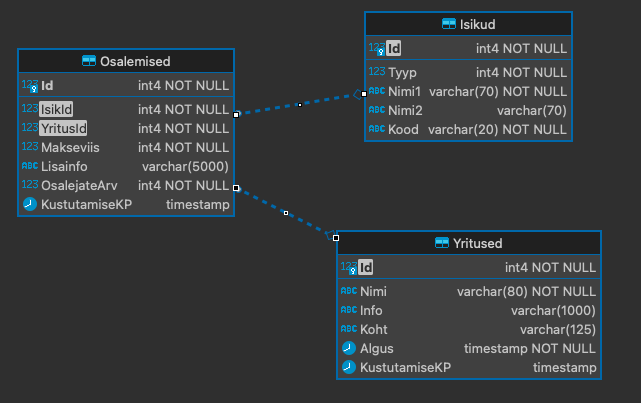 Osalemised
123 Id int4 NOT NULL
123 IsikId int4 NOT NULL
123 YritusId int4 NOT NULL
123 Makseviis int4 NOT NULL
ABC Lisainfo varchar(5000)
123 OsalejateArv int4 NOT NULL
KustutamiseKP timestamp
Isikud
123 Id int4 NOT NULL
123 Tyyp int4 NOT NULL
ABC Nimi1 varchar(70) NOT NULL
ABC Nimi2 varchar(70)
ABC Kood varchar(20) NOT NULL
Yritused
123 Id int4 NOT NULL
ABC Nimi varchar(80) NOT NULL
ABC Info varchar(1000)
ABC Koht varchar(125)
Algus timestamp NOT NULL
KustutamiseKP timestamp